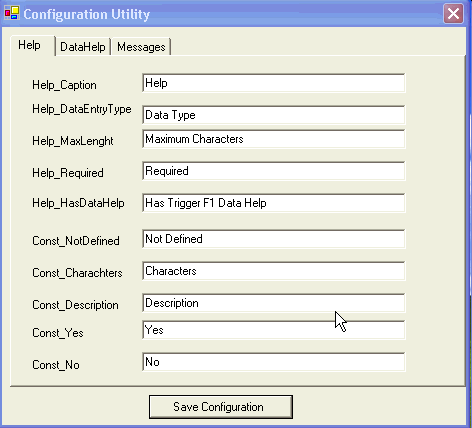 Configuration Utility
Help DataHelp Messages
Help_Caption Help
Help_DataEntryType Data Type
Help_MaxLenght Maximum Characters
Help_Required Required
Help_HasDataHelp Has Trigger F1 Data Help
Const_NotDefined Not Defined
Const_Charachters Characters
Const_Description Description
Const_Yes Yes
Const_No No
Save Configuration